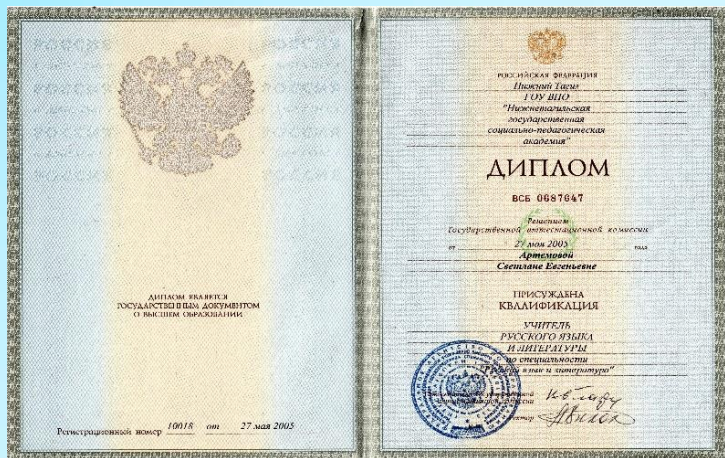 ДИПЛОМ ЯВЛЯЕТСЯ
ГОСУДАРСТВЕННЫМ ДОКУМЕНТОМ
О ВЫСШЕМ ОБРАЗОВАНИИ
Регистрационный номер 10018 от 27 мая 2005
РОССИЙСКАЯ ФЕДЕРАЦИЯ
Нижний Тагил
ГОУ ВПО
"Нижнетагильская
государственная
социально-педагогическая
академия"
ДИПЛОМ
ВСБ 0687647
Решением
Государственной аттестационной комиссии
от 27 мая 2005 года
Артемовой
Светлане Евгеньевне
ПРИСУЖДЕНА
КВАЛИФИКАЦИЯ
УЧИТЕЛЬ
РУССКОГО ЯЗЫКА
И ЛИТЕРАТУРЫ
по специальности
язык и литература"